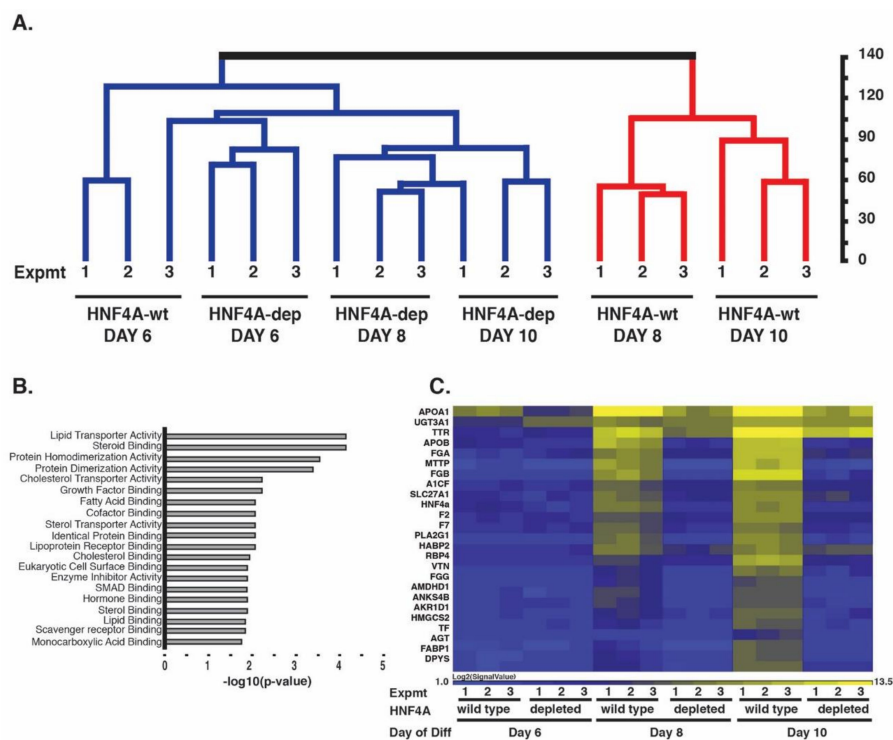 A.
140
120
90
60
30
0
Expmt 1 2 3 1 2 3 1 2 3 1 2 3 1 2 3 1 2 3
HNF4A-wt HNF4A-dep HNF4A-dep HNF4A-dep HNF4A-wt HNF4A-wt
DAY 6 DAY 6 DAY 8 DAY 10 DAY 8 DAY 10
B.
Lipid Transporter Activity
Steroid Binding
Protein Homodimerization Activity
Protein Dimerization Activity
Cholesterol Transporter Activity
Growth Factor Binding
Fatty Acid Binding
Cofactor Binding
Sterol Transporter Activity
Identical Protein Binding
Lipoprotein Receptor Binding
Cholesterol Binding
Eukaryotic Cell Surface Binding
Enzyme Inhibitor Activity
SMAD Binding
Hormone Binding
Sterol Binding
Lipid Binding
Scavenger receptor Binding
Monocarboxylic Acid Binding
0 1 2 3 4 5
-log10(p-value)
C.
APOA1
UGT3A1
TTR
APOB
FGA
MTTP
FGB
A1CF
SLC27A1
HNF4a
F2
F7
PLA2G1
HABP2
RBP4
VTN
FGG
AMDHD1
ANKS4B
AKR1D1
HMGCS2
TF
AGT
FABP1
DPYS
Log2(SignalValue)
1.0 13.5
Expmt 1 2 3 1 2 3 1 2 3 1 2 3 1 2 3 1 2 3
HNF4A wild type depleted wild type depleted wild type depleted
Day of Diff Day 6 Day 8 Day 10